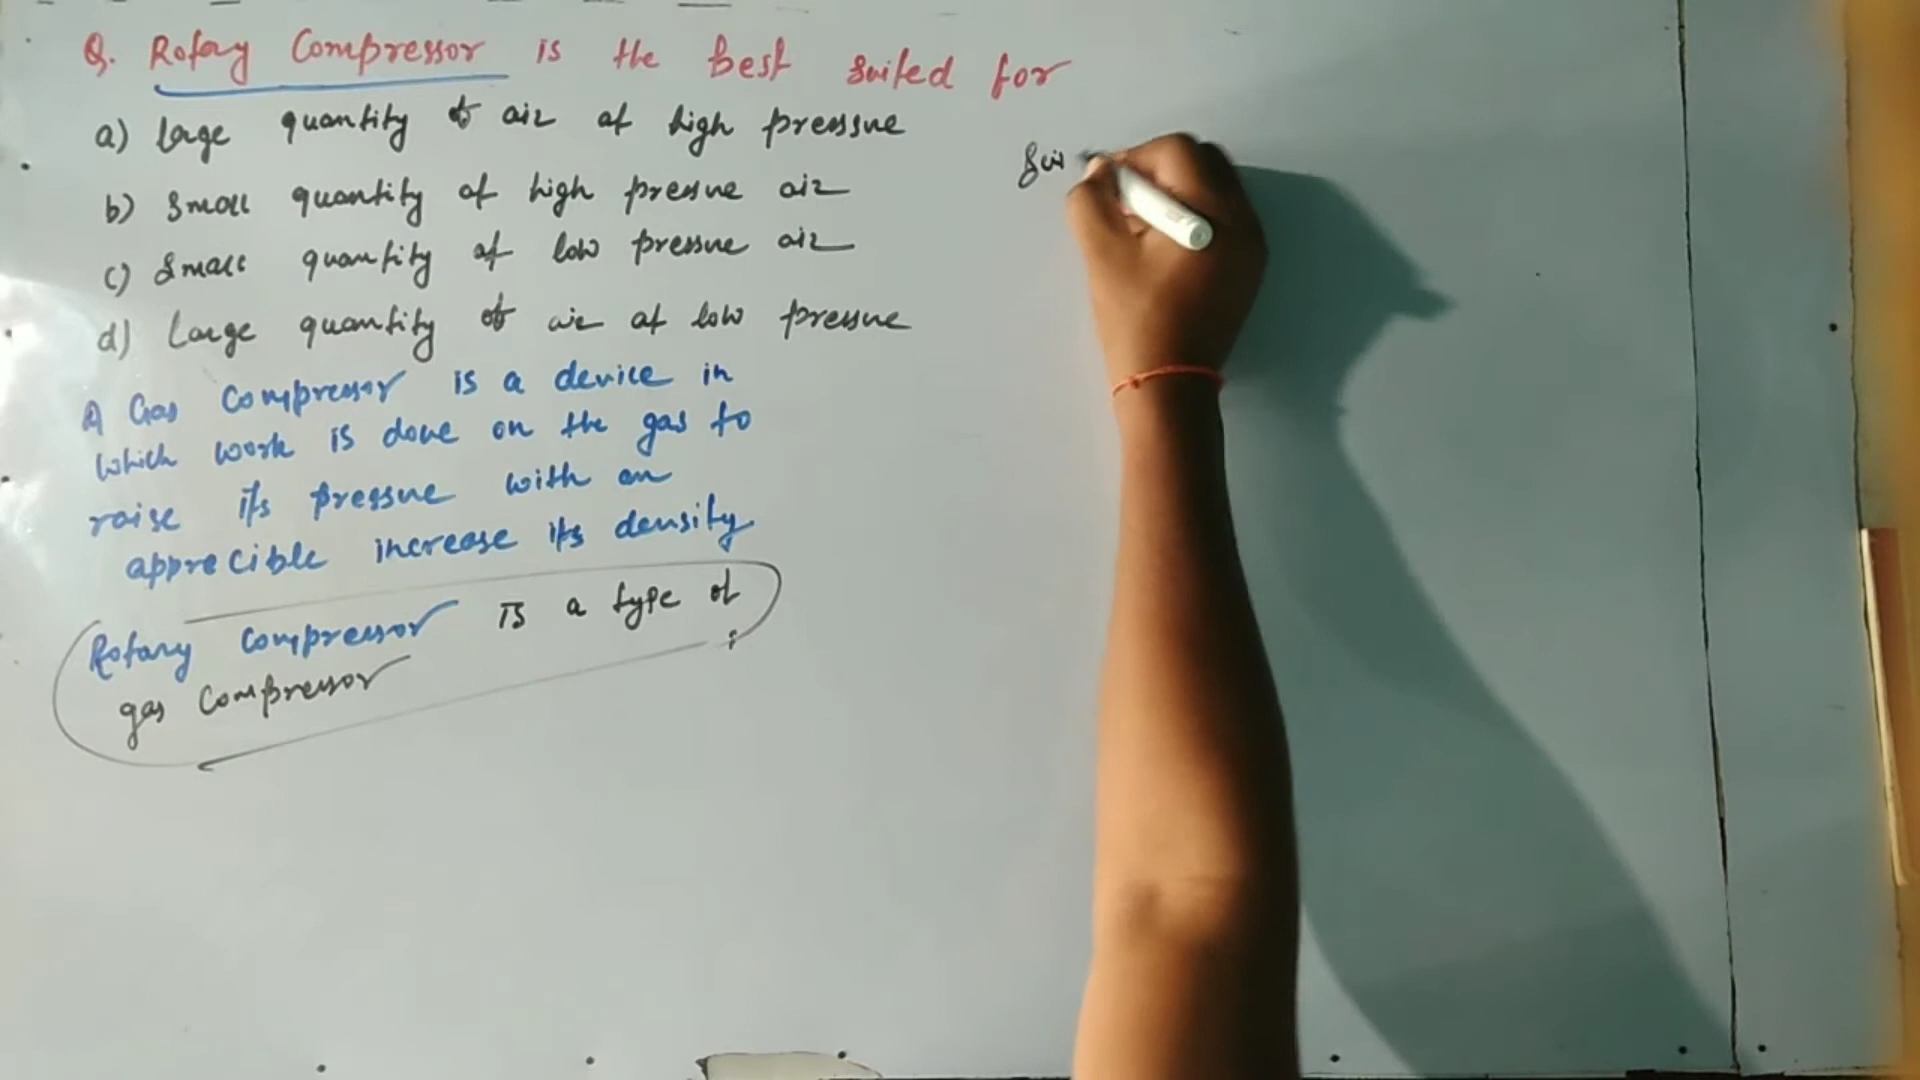 Q. Rotary Compressor is the best suited for
a) large quantity of air at high pressure
b) Small quantity of high pressure air
c) Small quantity of low pressure air
d) Large quantity of air at low pressure
A Gas Compressor is a device in
which work is done on the gas to
raise its pressure with an
apprecible increase its density
Rotary compressor is a type of
gas Compressor
Sui